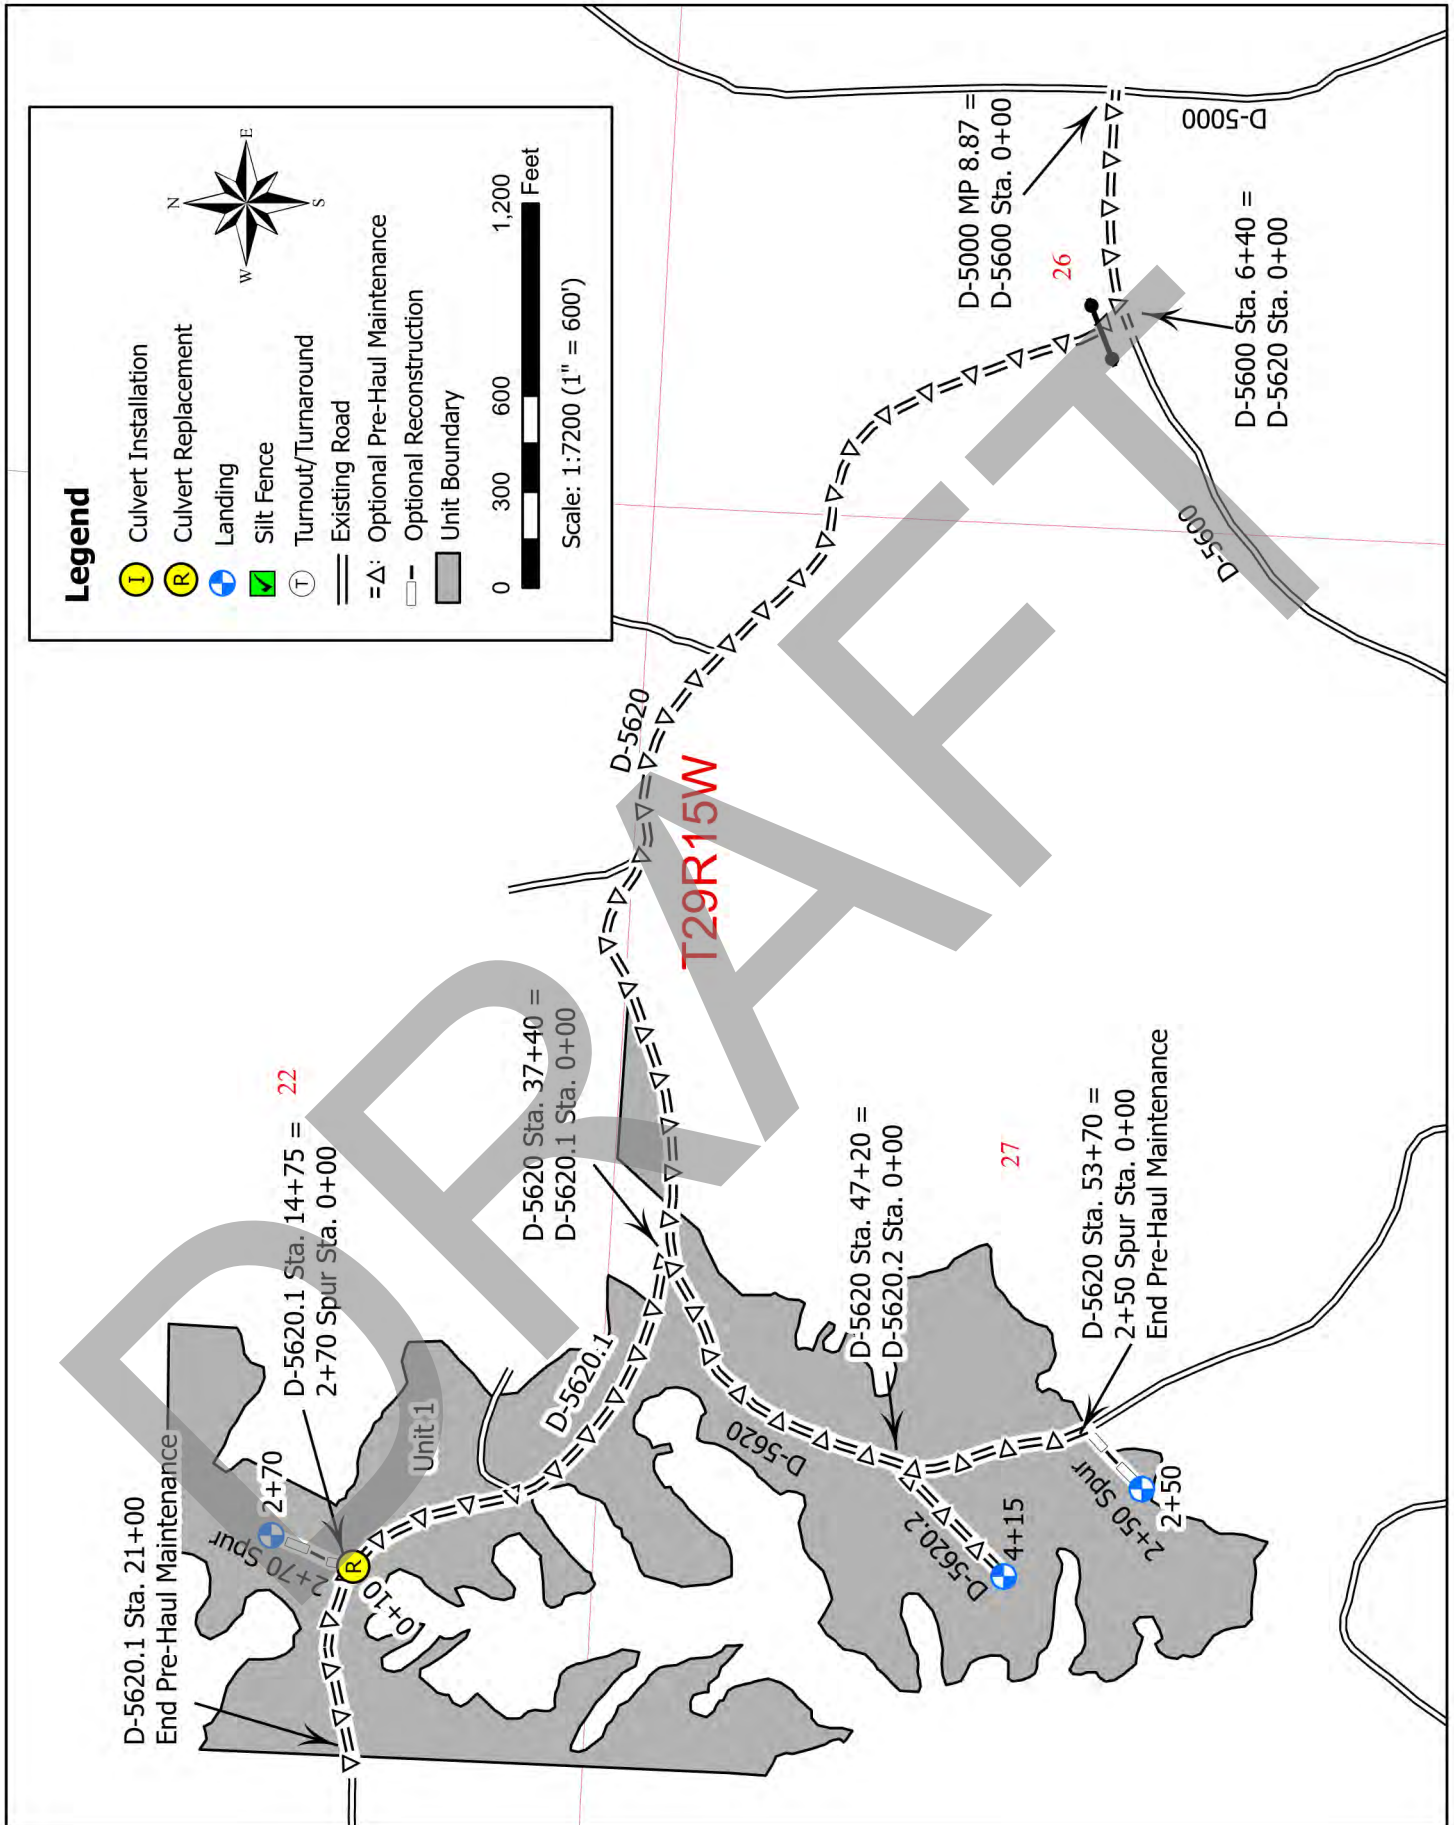 Legend
I
Culvert Installation
R
Culvert Replacement
Landing
Silt Fence
T
Turnout/Turnaround
Existing Road
Optional Pre-Haul Maintenance
Optional Reconstruction
Unit Boundary
N
E
S
W
0
300
600
1,200
Feet
Scale: 1:7200 (1" = 600')
D-5620.1 Sta. 21+00
End Pre-Haul Maintenance
2+70
2+70 Spur
R
10+10
D-5620.1 Sta. 14+75 =
2+70 Spur Sta. 0+00
22
Unit 1
D-5620.1
D-5620 Sta. 37+40 =
D-5620.1 Sta. 0+00
D-5620
T29R15W
D-5620
D-5620.2
4+15
D-5620 Sta. 47+20 =
D-5620.2 Sta. 0+00
27
2+50 Spur
2+50
D-5620 Sta. 53+70 =
2+50 Spur Sta. 0+00
End Pre-Haul Maintenance
D-5000 MP 8.87 =
D-5600 Sta. 0+00
26
D-5000
D-5600 Sta. 6+40 =
D-5620 Sta. 0+00
D-5600
DRAFT